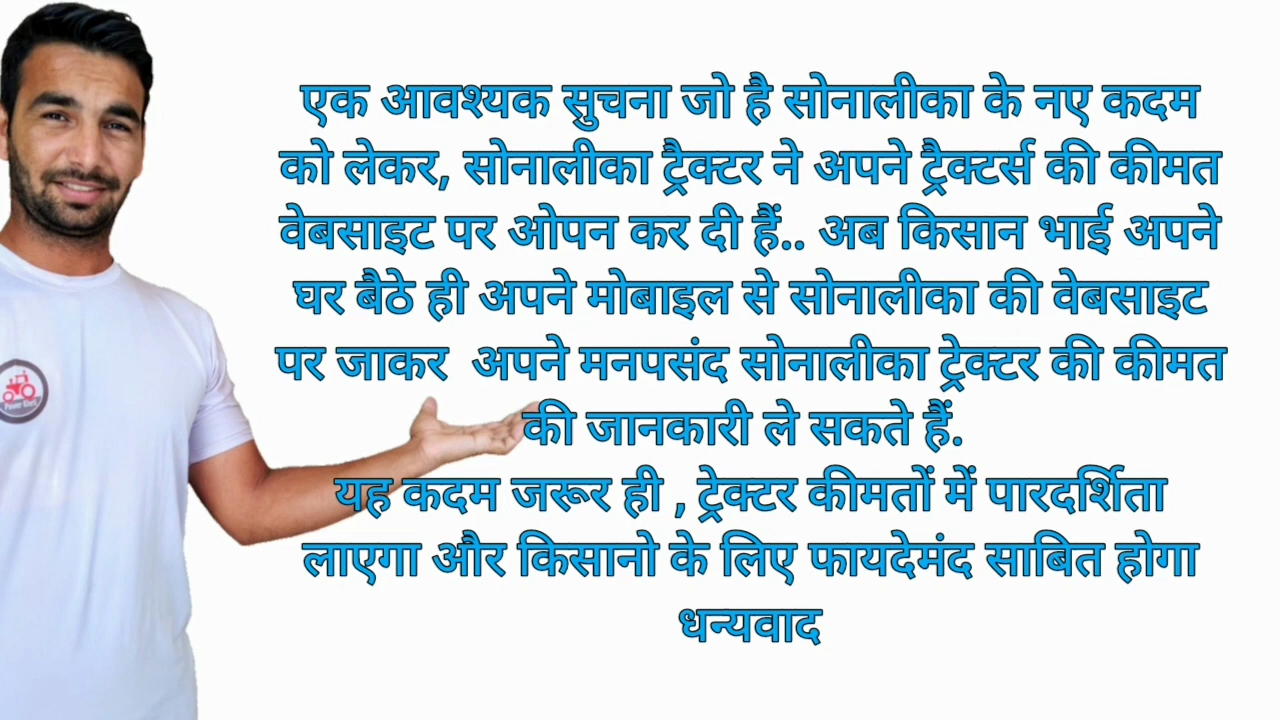 एक आवश्यक सुचना जो है सोनालीका के नए कदम
को लेकर, सोनालीका ट्रैक्टर ने अपने ट्रैक्टर्स की कीमत
वेबसाइट पर ओपन कर दी हैं.. अब किसान भाई अपने
घर बैठे ही अपने मोबाइल से सोनालीका की वेबसाइट
पर जाकर अपने मनपसंद सोनालीका ट्रेक्टर की कीमत
की जानकारी ले सकते हैं.
यह कदम जरूर ही , ट्रेक्टर कीमतों में पारदर्शिता
लाएगा और किसानो के लिए फायदेमंद साबित होगा
धन्यवाद